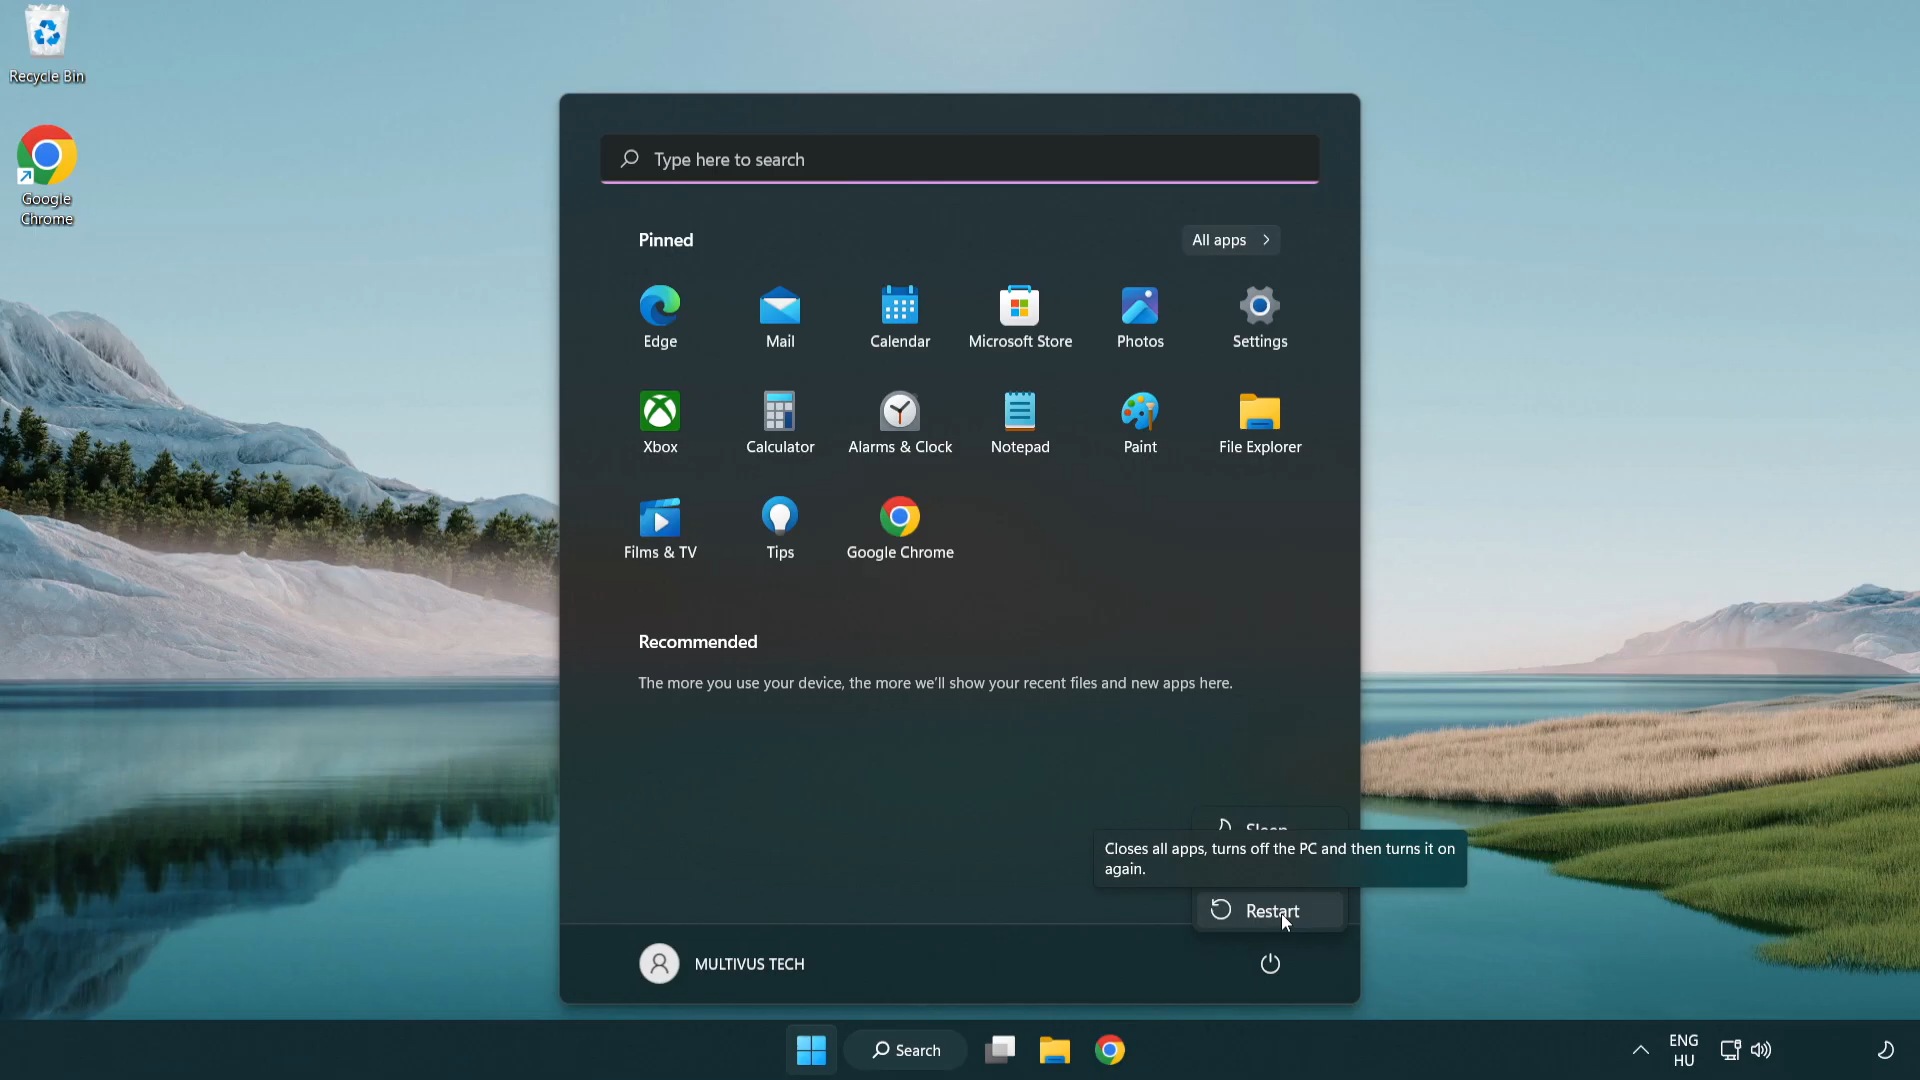 Recycle Bin
Google
Chrome
Type here to search
Pinned
All apps
Edge
Mail
Calendar
Microsoft Store
Photos
Settings
Xbox
Calculator
Alarms & Clock
Notepad
Paint
File Explorer
Films & TV
Tips
Google Chrome
Recommended
The more you use your device, the more we'll show your recent files and new apps here.
Sleep
Closes all apps, turns off the PC and then turns it on
again.
Restart
MULTIVUS TECH
Search
ENG
HU